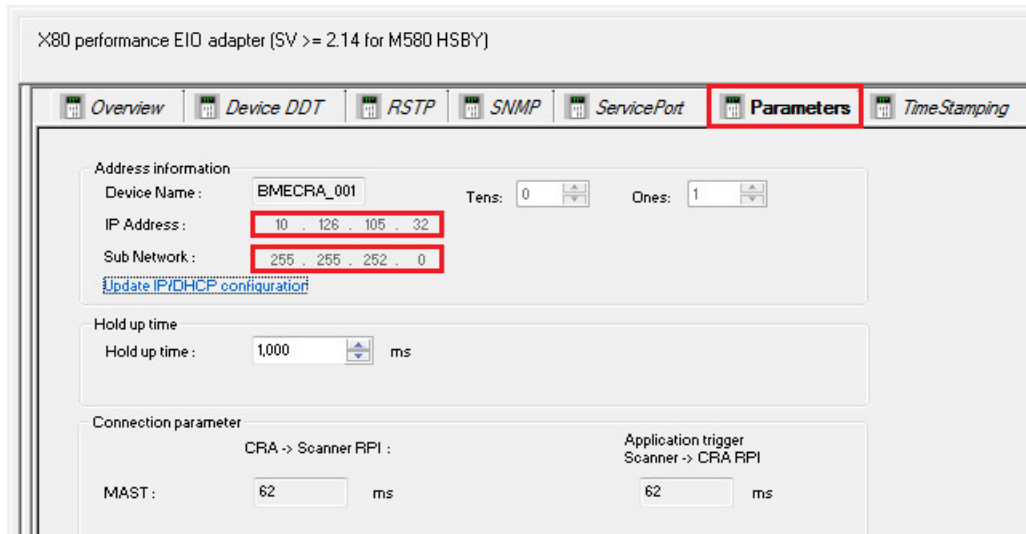 X80 performance EIO adapter (SV >= 2.14 for M580 HSBY)
Overview Device DDT RSTP SNMP ServicePort Parameters TimeStamping
Address information
Device Name : BMECRA_001 Tens: 0 Ones: 1
IP Address : 10 . 126 . 105 . 32
Sub Network : 255 . 255 . 252 . 0
Update IP/DHCP configuration
Hold up time
Hold up time : 1,000 ms
Connection parameter
CRA -> Scanner RPI : Application trigger
Scanner -> CRA RPI
MAST : 62 ms 62 ms